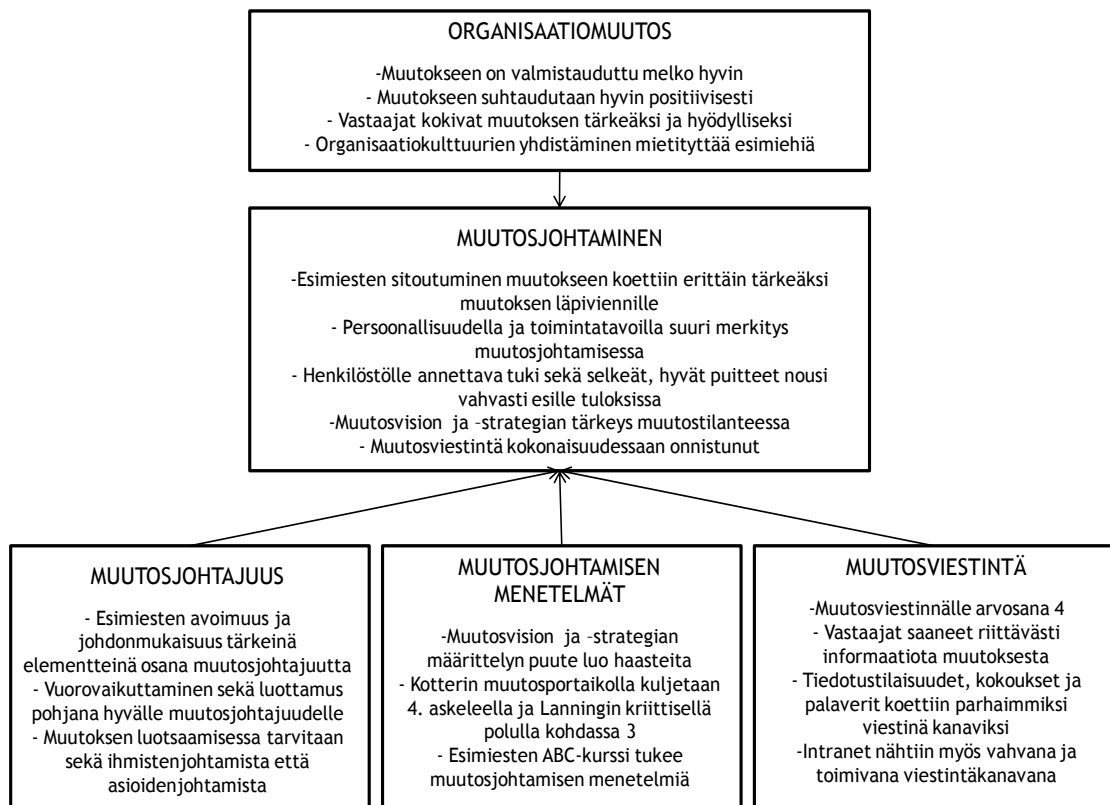 ORGANISAATIOMUUTOS
-Muutokseen on valmistauduttu melko hyvin
- Muutokseen suhtaudutaan hyvin positiivisesti
- Vastaajat kokivat muutoksen tärkeäksi ja hyödylliseksi
- Organisaatiokulttuurien yhdistäminen mietityttää esimiehiä
MUUTOSJOHTAMINEN
-Esimiesten sitoutuminen muutokseen koettiin erittäin tärkeäksi
muutoksen läpiviennille
- Persoonallisuudella ja toimintatavoilla suuri merkitys
muutosjohtamisessa
- Henkilöstölle annettava tuki sekä selkeät, hyvät puitteet nousi
vahvasti esille tuloksissa
-Muutosvision ja -strategian tärkeys muutostilanteessa
- Muutosviestintä kokonaisuudessaan onnistunut
MUUTOSJOHTAJUUS
- Esimiesten avoimuus ja
johdonmukaisuus tärkeinä
elementteinä osana muutosjohtajuutta
- Vuorovaikuttaminen sekä luottamus
pohjana hyvälle muutosjohtajuudelle
- Muutoksen luotsaamisessa tarvitaan
sekä ihmistenjohtamista että
asioidenjohtamista
MUUTOSJOHTAMISEN
MENETELMÄT
-Muutosvision ja -strategian
määrittelyn puute luo haasteita
- Kotterin muutosportaikolla kuljetaan
4. askeleella ja Lanningin kriittisellä
polulla kohdassa 3
- Esimiesten ABC-kurssi tukee
muutosjohtamisen menetelmiä
MUUTOSVIESTINTÄ
-Muutosviestinnälle arvosana 4
- Vastaajat saaneet riittävästi
informaatiota muutoksesta
- Tiedotustilaisuudet, kokoukset ja
palaverit koettiin parhaimmiksi
viestinä kanaviksi
-Intranet nähtiin myös vahvana ja
toimivana viestintäkanavana